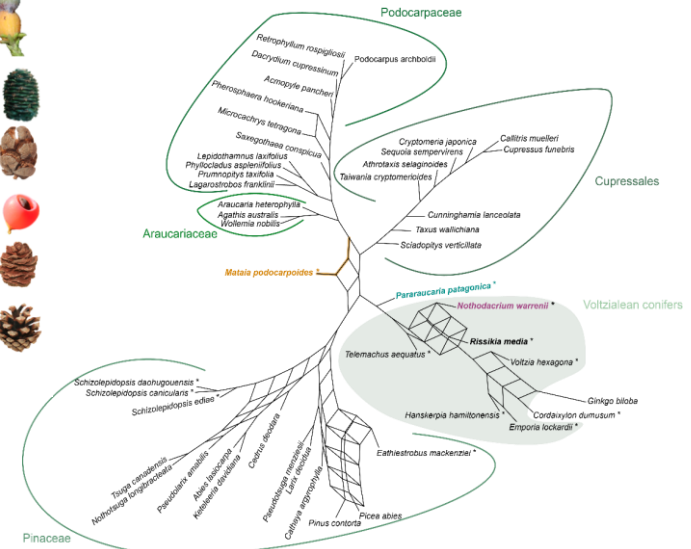 Podocarpaceae
Retrophyllum rospigliosii
Podocarpus archboldii
Dacrydium cupressinum
Acmopyle pancheri
Pherosphaera hookeriana
Microcachrys tetragona
Saxegothaea conspicua
Lepidothamnus laxifolius
Phyllocladus aspleniifolius
Prumnopitys taxifolia
Lagarostrobos franklinii
Callitris muelleri
Cryptomeria japonica
Cupressus funebris
Sequoia sempervirens
Athrotaxis selaginoides
Taiwania cryptomerioides
Cupressales
Araucaria heterophylla
Agathis australis
Wollemia nobilis
Araucariaceae
Cunninghamia lanceolata
Taxus wallichiana
Sciadopitys verticillata
Mataia podocarpoides *
Pararaucaria patagonica *
Nothodacrium warrenii *
Voltzialean conifers
Rissikia media *
Telemachus aequatus *
Voltzia hexagona *
Ginkgo biloba
Hanskerpia hamiltonensis *
Cordaixylon dumusum *
Emporia lockardii *
Schizolepidopsis daohugouensis *
Schizolepidopsis canicularis *
Schizolepidopsis ediae *
Tsuga canadensis
Nothotsuga longibracteata
Pseudolarix amabilis
Abies lasiocarpa
Keteleeria davidiana
Cedrus deodara
Pseudotsuga menziesii
Larix decidua
Cathaya argyrophylla
Eathiestrobus mackenziei *
Picea abies
Pinus contorta
Pinaceae